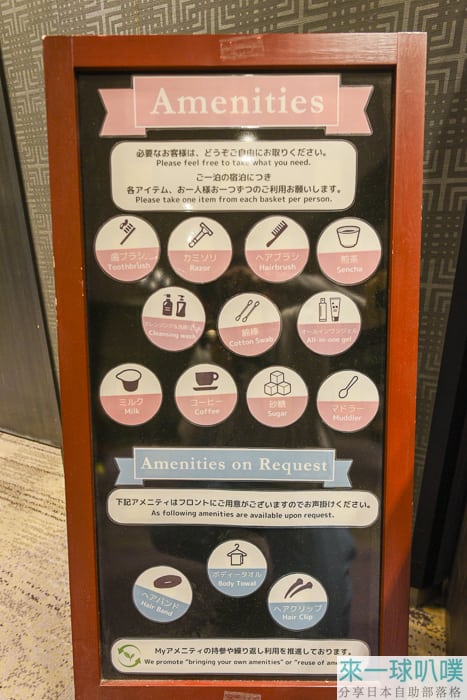 Amenities
必要なお客様は、どうぞご自由にお取りください。
Please feel free to take what you need.
ご一泊の宿泊につき
各アイテム、お一人様お一つずつのご利用お願いします。
Please take one item from each basket per person.
歯ブラシ
Toothbrush
カミソリ
Razor
ヘアブラシ
Hairbrush
煎茶
Sencha
Cleansing wash
綿棒
Cotton Swab
オールインワンジェル
All-in-one gel
ミルク
Milk
コーヒー
Coffee
砂糖
Sugar
マドラー
Muddler
Amenities on Request
下記アメニティはフロントにご用意がございますのでお声掛けください。
As following amenities are available upon request.
ヘアバンド
Hair Band
ボディータオル
Body Towal
ヘアクリップ
Hair Clip
Myアメニティの持参や繰り返し利用を推進しております。
We promote "bringing your own amenities" or "reuse of
來一球叭噗
分享日本自助部落格